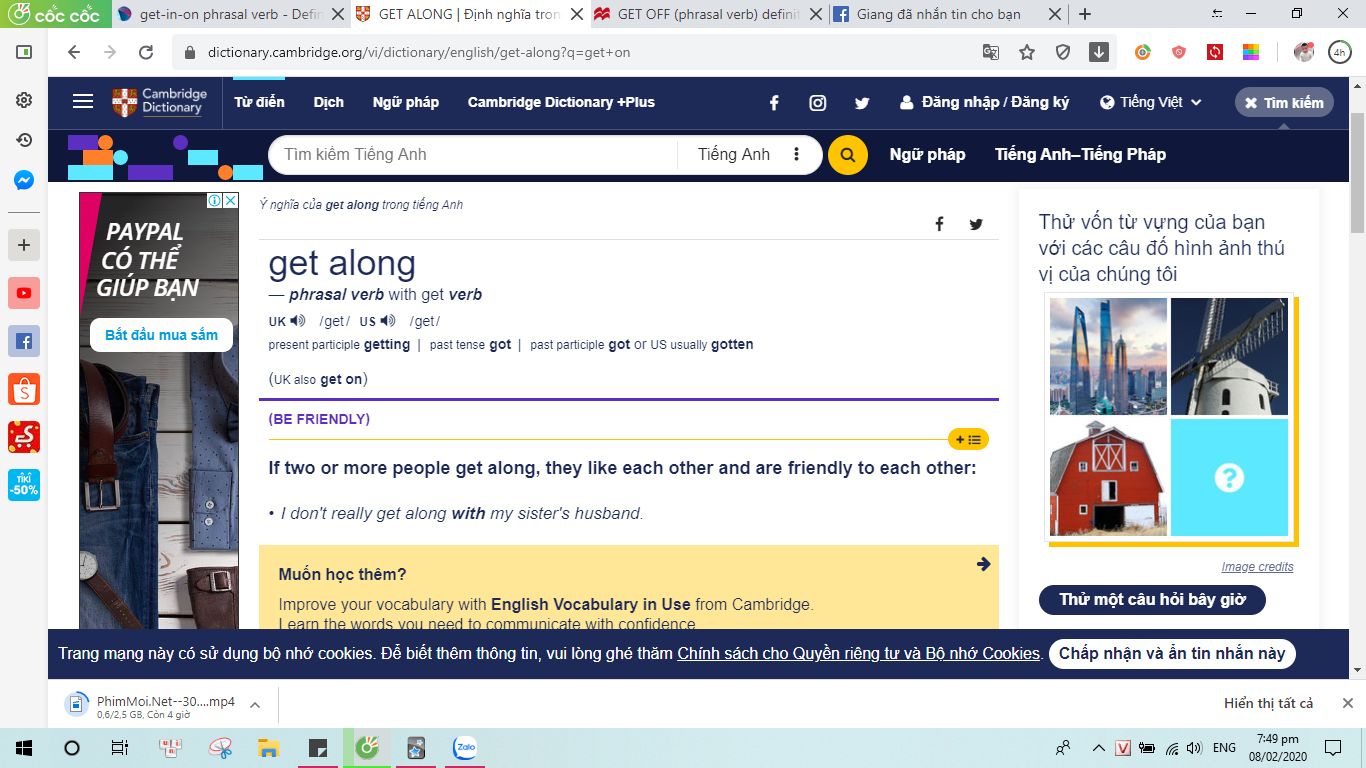 cốc cốc
get-in-on phrasal verb - Defin
GET ALONG | Định nghĩa tron
GET OFF (phrasal verb) definit
Giang đã nhắn tin cho bạn
dictionary.cambridge.org/vi/dictionary/english/get-along?q=get+on
4h
Cambridge
Dictionary
Từ điển
Dịch
Ngữ pháp
Cambridge Dictionary +Plus
Đăng nhập / Đăng ký
Tiếng Việt
Tìm kiếm
Tìm kiếm Tiếng Anh
Tiếng Anh
Ngữ pháp
Tiếng Anh–Tiếng Pháp
PAYPAL
CÓ THỂ
GIÚP BẠN
Bắt đầu mua sắm
TIKI
-50%
Ý nghĩa của get along trong tiếng Anh
get along
— phrasal verb with get verb
UK /get/ US /get/
present participle getting | past tense got | past participle got or US usually gotten
(UK also get on)
(BE FRIENDLY)
If two or more people get along, they like each other and are friendly to each other:
• I don't really get along with my sister's husband.
Muốn học thêm?
Improve your vocabulary with English Vocabulary in Use from Cambridge.
Learn the words you need to communicate with confidence
Thử vốn từ vựng của bạn
với các câu đố hình ảnh thú
vị của chúng tôi
Image credits
Thử một câu hỏi bây giờ
Trang mạng này có sử dụng bộ nhớ cookies. Để biết thêm thông tin, vui lòng ghé thăm Chính sách cho Quyền riêng tư và Bộ nhớ Cookies.
Chấp nhận và ẩn tin nhắn này
PhimMoi.Net--30....mp4
0,6/2,5 GB, Còn 4 giờ
Hiển thị tất cả
Zalo
V
ENG
7:49 pm
08/02/2020